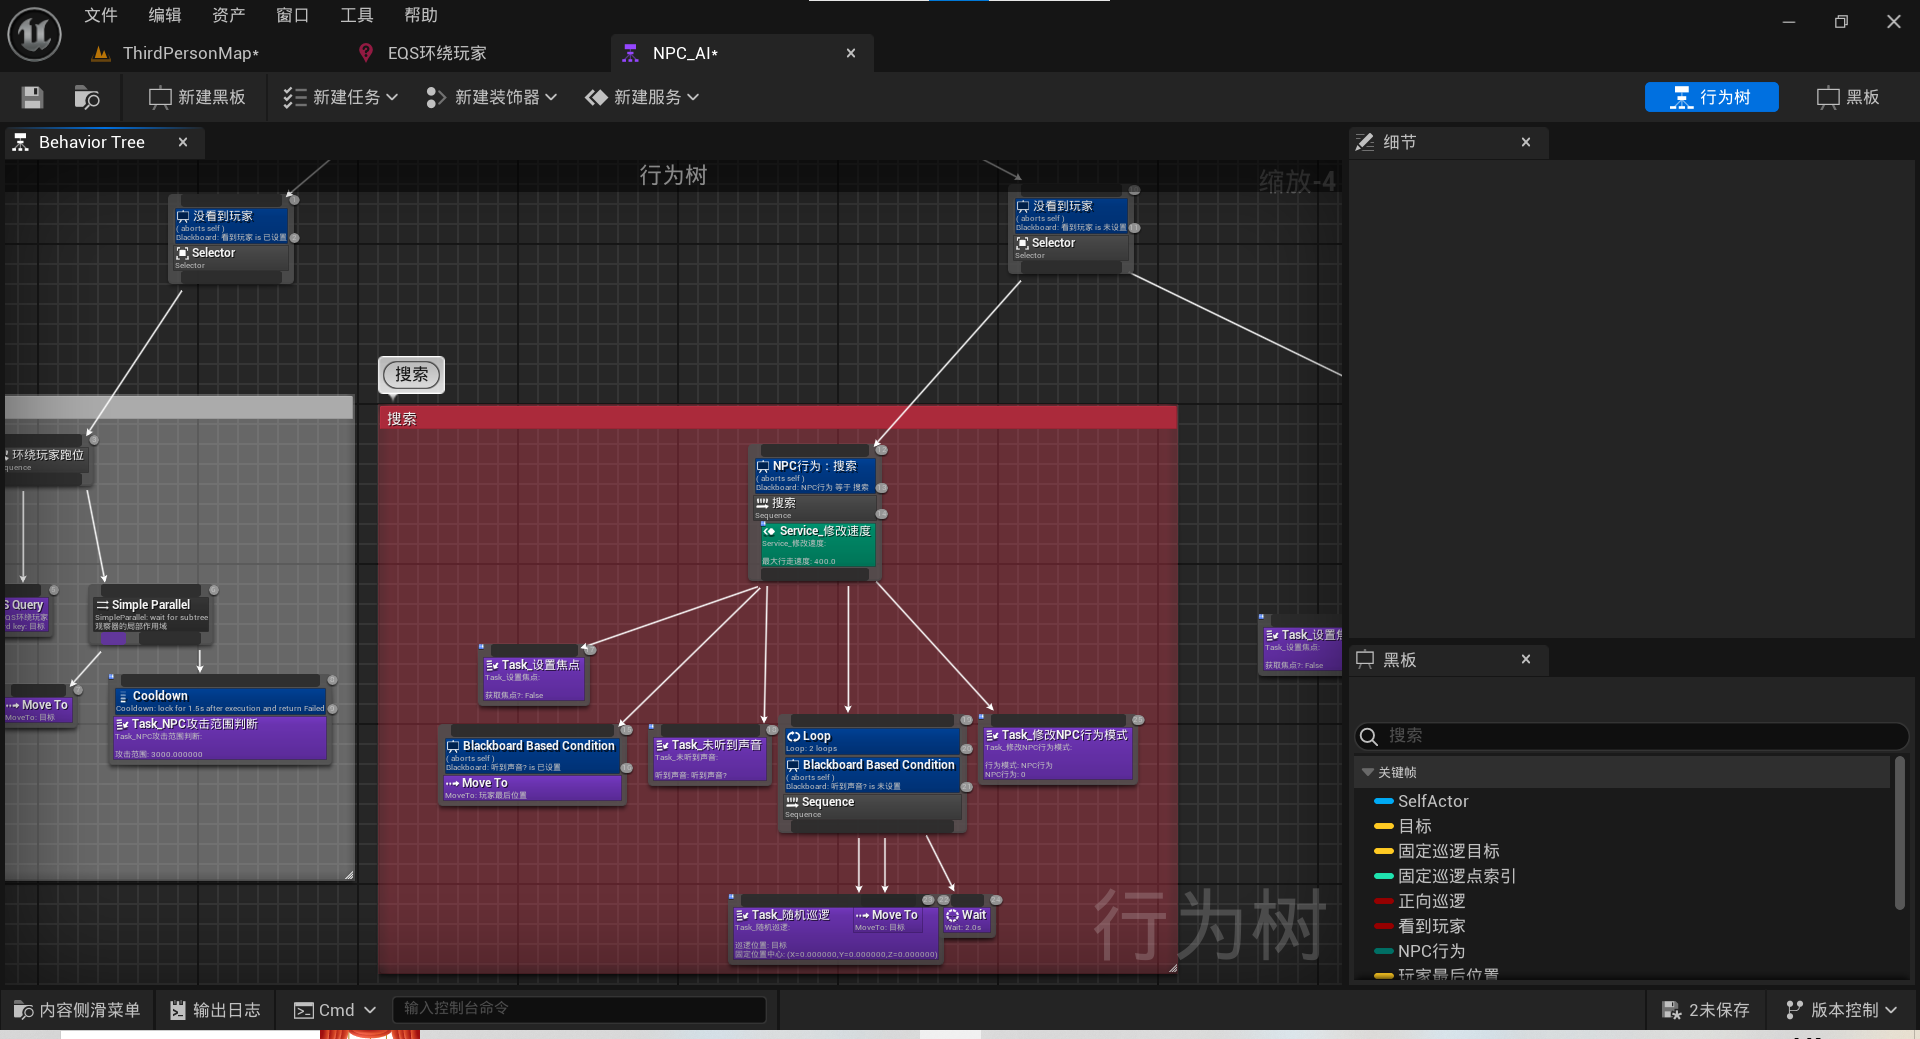 文件 编辑 资产 窗口 工具 帮助
ThirdPersonMap* EQS环绕玩家 NPC_AI*
新建黑板 新建任务 新建装饰器 新建服务 行为树 黑板
Behavior Tree
行为树
缩放-4
没看到玩家
( aborts self )
Blackboard: 看到玩家 is 已设置
Selector
Selector
没看到玩家
( aborts self )
Blackboard: 看到玩家 is 未设置
Selector
Selector
搜索
搜索
环绕玩家跑位
quence
NPC行为：搜索
( aborts self )
Blackboard: NPC行为 等于 搜索
搜索
Sequence
Service_修改速度
Service_修改速度:
最大行走速度: 400.0
S Query
QS环绕玩家
d key: 目标
Simple Parallel
SimpleParallel: wait for subtree
观察器的局部作用域
Move To
MoveTo: 目标
Cooldown
Cooldown: lock for 1.5s after execution and return Failed
Task_NPC攻击范围判断
Task_NPC攻击范围判断:
攻击范围: 3000.000000
Task_设置焦点
Task_设置焦点:
获取焦点?: False
Blackboard Based Condition
( aborts self )
Blackboard: 听到声音? is 已设置
Move To
MoveTo: 玩家最后位置
Task_未听到声音
Task_未听到声音:
听到声音: 听到声音?
Loop
Loop: 2 loops
Blackboard Based Condition
( aborts self )
Blackboard: 听到声音? is 未设置
Sequence
Sequence
Task_修改NPC行为模式
Task_修改NPC行为模式:
行为模式: NPC行为
NPC行为: 0
Task_设置焦
Task_设置焦点:
获取焦点?: False
Task_随机巡逻
Task_随机巡逻:
巡逻位置: 目标
固定位置中心: (X=0.000000,Y=0.000000,Z=0.000000)
Move To
MoveTo: 目标
Wait
Wait: 2.0s
行为树
细节
黑板
搜索
关键帧
SelfActor
目标
固定巡逻目标
固定巡逻点索引
正向巡逻
看到玩家
NPC行为
玩家最后位置
内容侧滑菜单 输出日志 Cmd 输入控制台命令 2未保存 版本控制